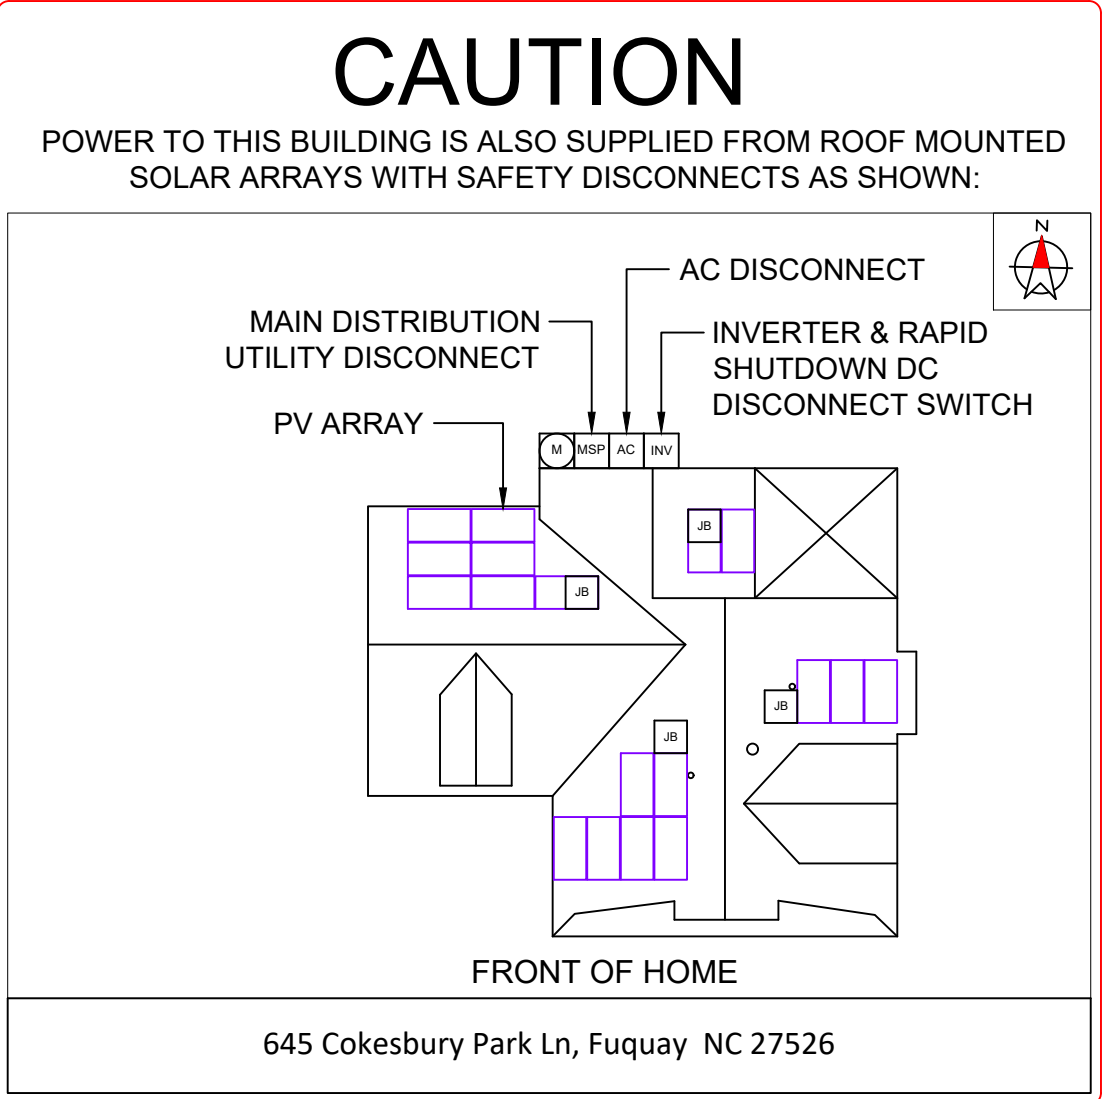 CAUTION
POWER TO THIS BUILDING IS ALSO SUPPLIED FROM ROOF MOUNTED
SOLAR ARRAYS WITH SAFETY DISCONNECTS AS SHOWN:
N
AC DISCONNECT
MAIN DISTRIBUTION
UTILITY DISCONNECT
INVERTER & RAPID
SHUTDOWN DC
DISCONNECT SWITCH
PV ARRAY
M
MSP
AC
INV
JB
JB
JB
JB
FRONT OF HOME
645 Cokesbury Park Ln, Fuquay  NC 27526